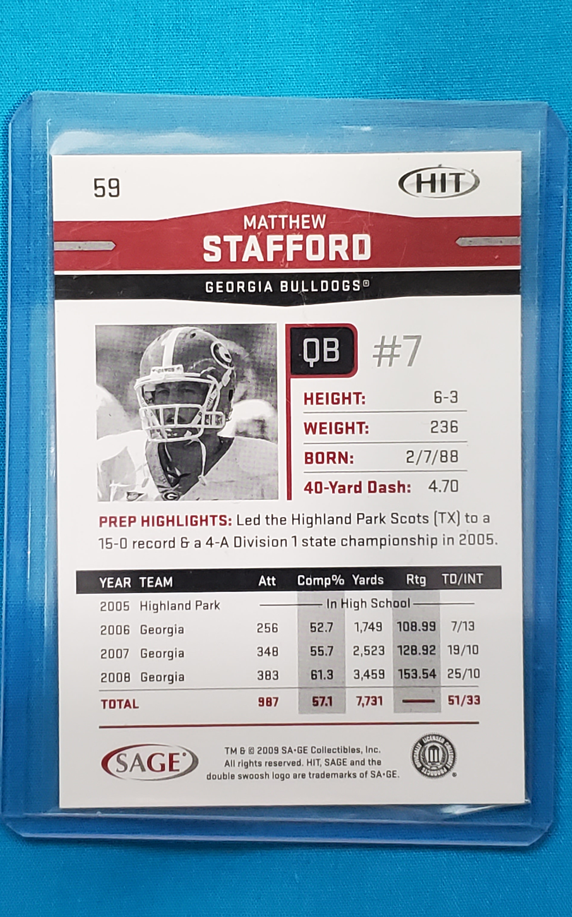 59
HIT
MATTHEW
STAFFORD
GEORGIA BULLDOGS®
QB #7
HEIGHT: 6-3
WEIGHT: 236
BORN: 2/7/88
40-Yard Dash: 4.70
PREP HIGHLIGHTS: Led the Highland Park Scots (TX) to a
15-0 record & a 4-A Division 1 state championship in 2005.
YEAR TEAM Att Comp% Yards Rtg TD/INT
2005 Highland Park In High School
2006 Georgia 256 52.7 1,749 108.99 7/13
2007 Georgia 348 55.7 2,523 128.92 19/10
2008 Georgia 383 61.3 3,459 153.54 25/10
TOTAL 987 57.1 7,731 — 51/33
SAGE®
TM & © 2009 SA•GE Collectibles, Inc.
All rights reserved. HIT, SAGE and the
double swoosh logo are trademarks of SA•GE.